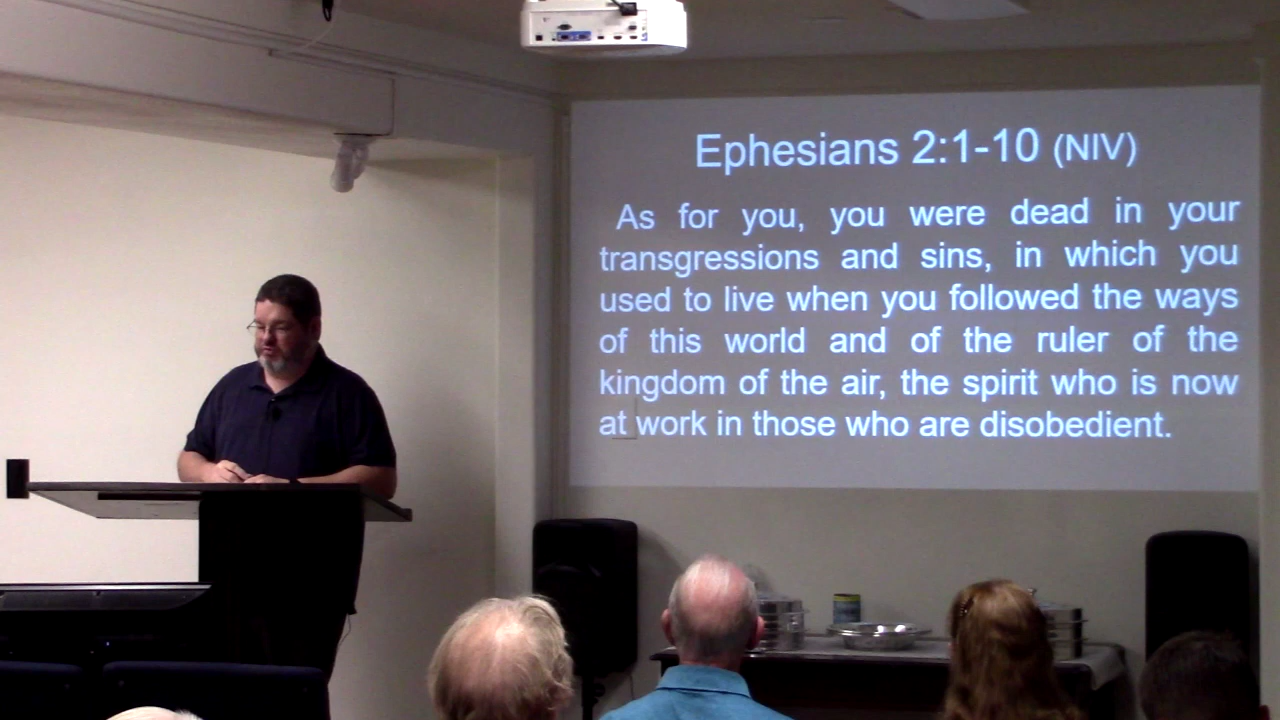 Ephesians 2:1-10 (NIV)
As for you, you were dead in your
transgressions and sins, in which you
used to live when you followed the ways
of this world and of the ruler of the
kingdom of the air, the spirit who is now
at work in those who are disobedient.